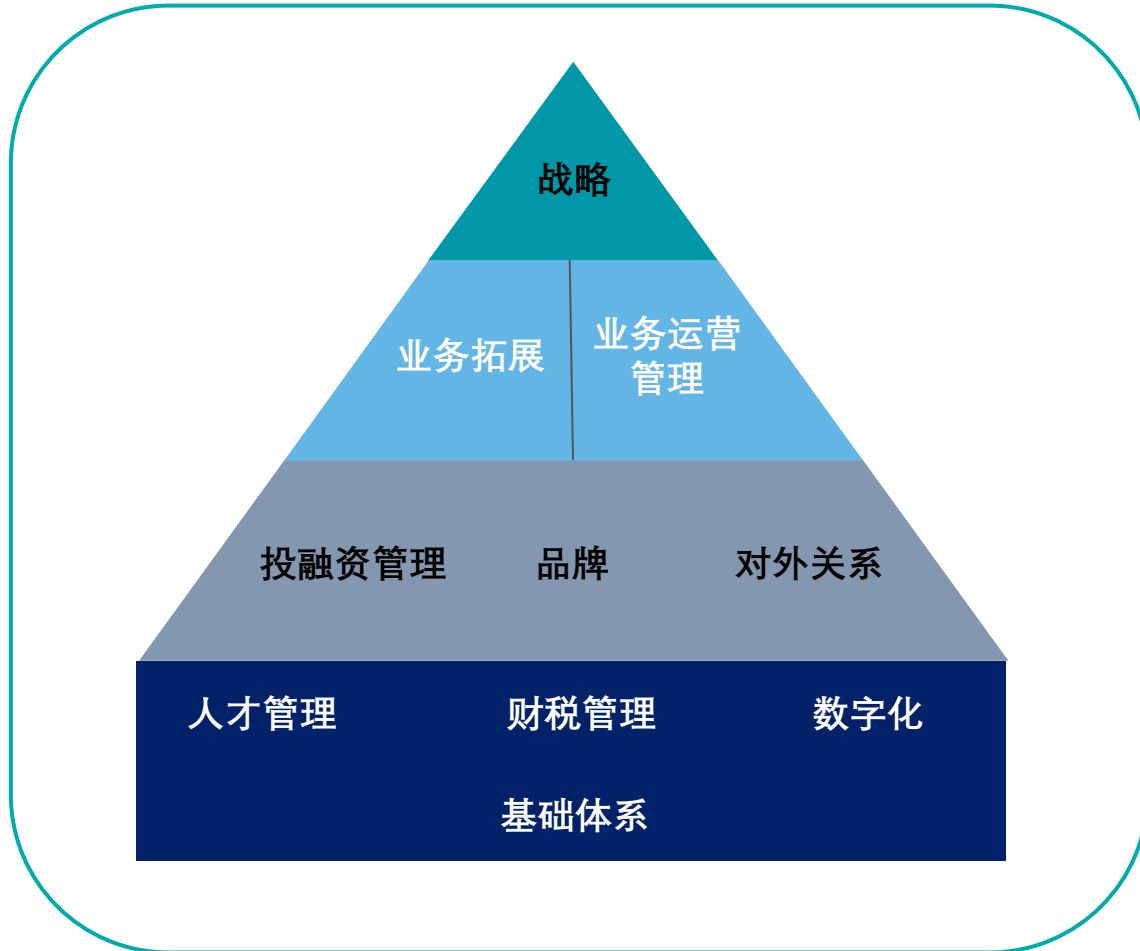 战略
业务拓展
业务运营
管理
投融资管理 品牌 对外关系
人才管理 财税管理 数字化
基础体系